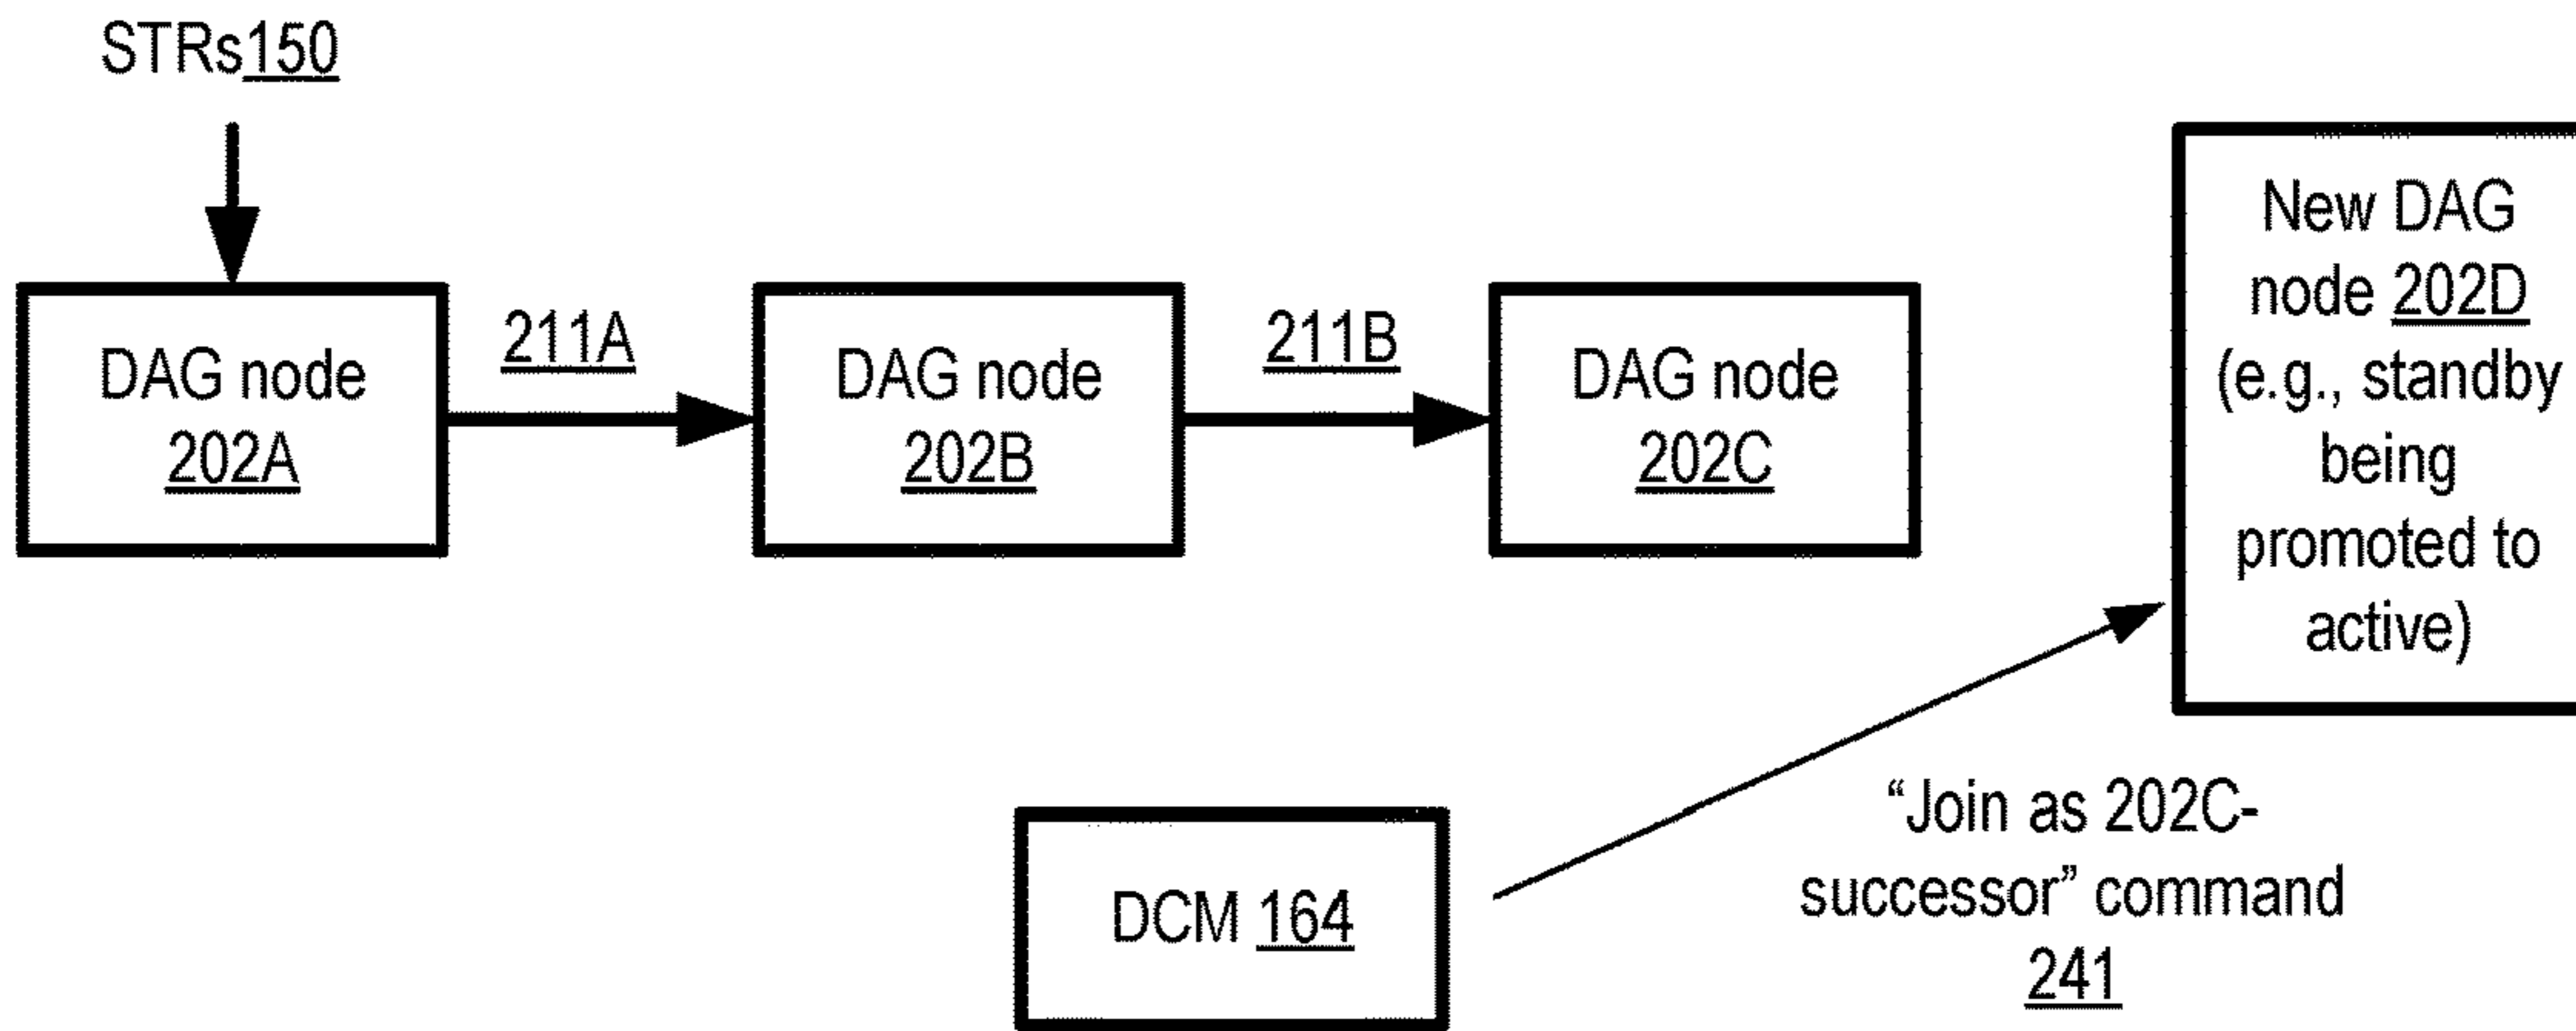 STRs150
DAG node
202A
211A
DAG node
202B
211B
DAG node
202C
New DAG
node 202D
(e.g., standby
being
promoted to
active)
DCM 164
“Join as 202C-
successor” command
241